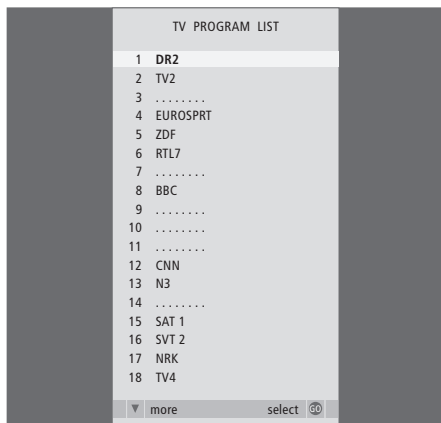 TV PROGRAM LIST
1 DR2
2 TV2
3 ........
4 EUROSPRT
5 ZDF
6 RTL7
7 ........
8 BBC
9 ........
10 ........
11 ........
12 CNN
13 N3
14 ........
15 SAT 1
16 SVT 2
17 NRK
18 TV4
▼ more select GO